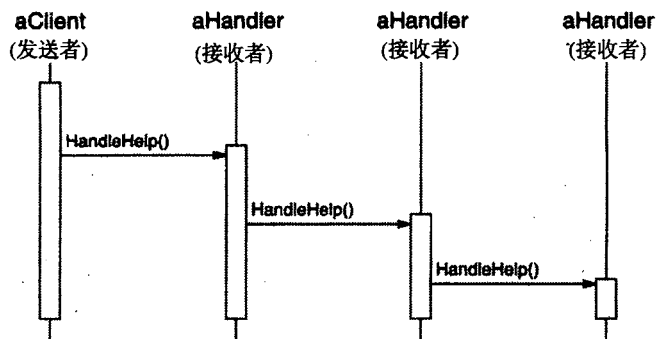 aClient aHandler aHandler aHandler
(发送者) (接收者) (接收者) (接收者)
HandleHelp()
HandleHelp()
HandleHelp()